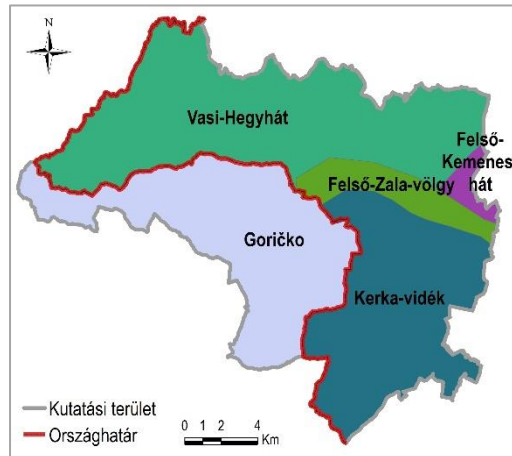 N
Vasi-Hegyhát
Felső-
Kemenes
hát
Felső-Zala-völgy
Goričko
Kerka-vidék
Kutatási terület
Országhatár
0 1 2 4
Km